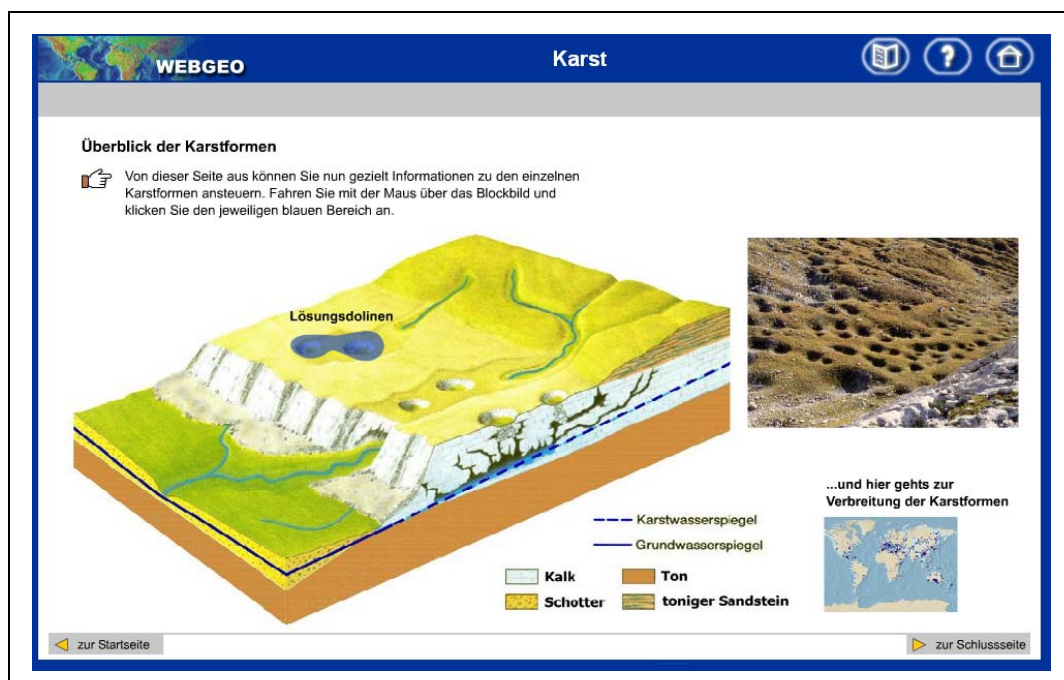 WEBGEO
Karst
Überblick der Karstformen
Von dieser Seite aus können Sie nun gezielt Informationen zu den einzelnen
Karstformen ansteuern. Fahren Sie mit der Maus über das Blockbild und
klicken Sie den jeweiligen blauen Bereich an.
Lösungsdolinen
...und hier gehts zur
Verbreitung der Karstformen
Karstwasserspiegel
Grundwasserspiegel
Kalk
Ton
Schotter
toniger Sandstein
zur Startseite
zur Schlussseite